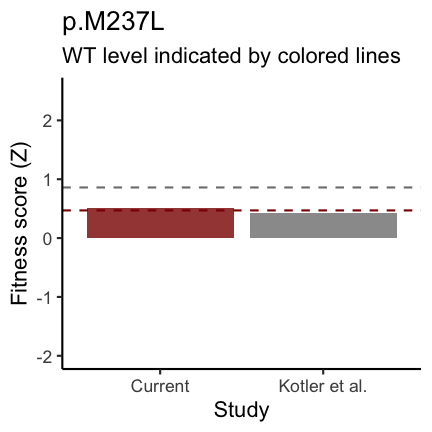 p.M237L
WT level indicated by colored lines
Fitness score (Z)
2
1
0
-1
-2
Current
Kotler et al.
Study